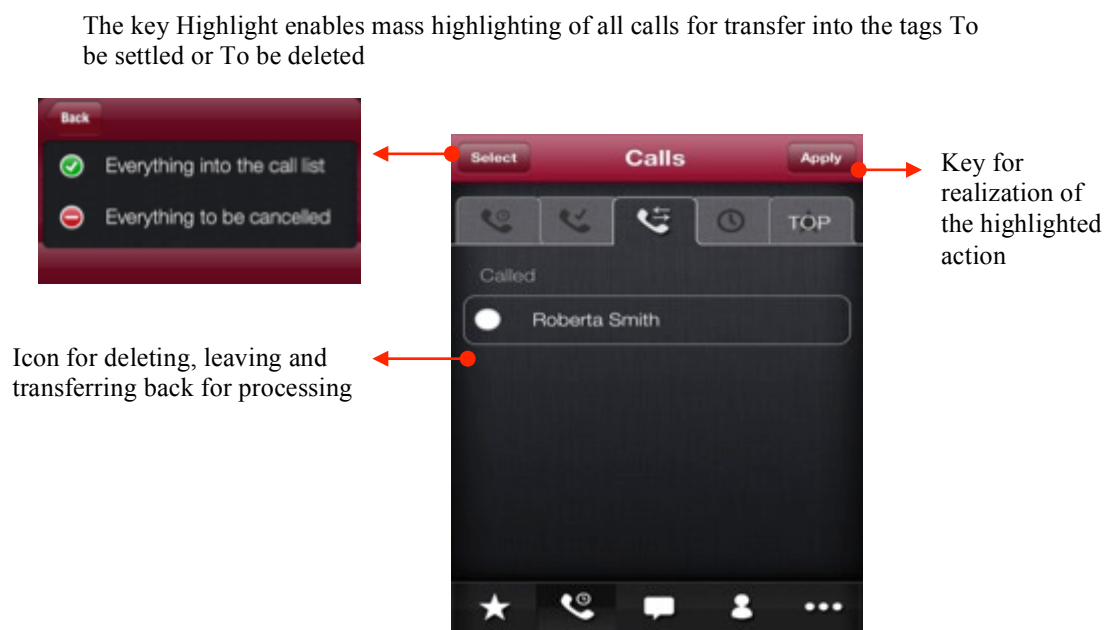 The key Highlight enables mass highlighting of all calls for transfer into the tags To
be settled or To be deleted
Back
Everything into the call list
Everything to be cancelled
Select
Calls
Apply
TOP
Called
Roberta Smith
Key for
realization of
the highlighted
action
Icon for deleting, leaving and
transferring back for processing